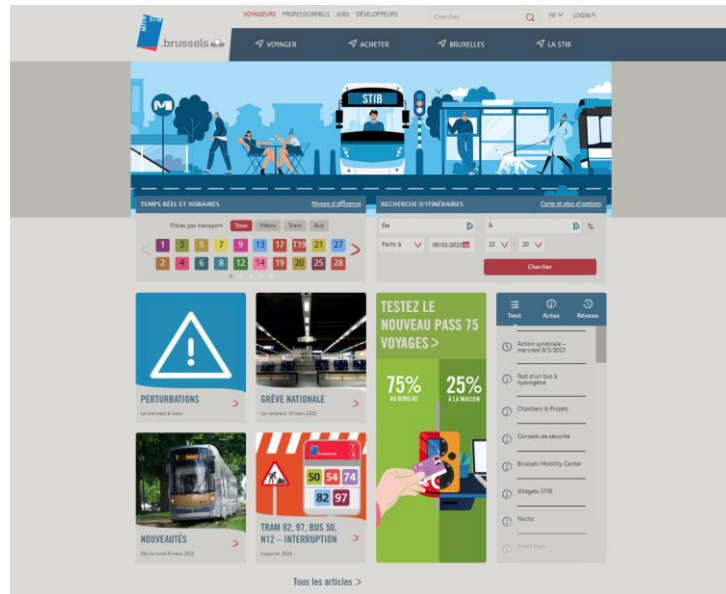 VOYAGEURS PROFESSIONNELS JOBS DÉVELOPPEURS
Chercher
FR
LOGIN
STIB
.brussels
VOYAGER
ACHETER
BRUXELLES
LA STIB
M
STIB
TEMPS RÉEL ET HORAIRES
Niveau d'affluence
Filtrer par transport Tous Métro Tram Bus
1 3 5 7 9 13 17 T19 21 27
2 4 6 8 12 14 19 20 25 28
RECHERCHE D'ITINÉRAIRES
Carte et plus d'options
De
À
Partir à
08/03/2023
22 : 20
Chercher
PERTURBATIONS
Le mercredi 8 mars
GRÈVE NATIONALE
Le vendredi 10 mars 2023
TESTEZ LE
NOUVEAU PASS 75
VOYAGES >
75%
AU BUREAU
25%
À LA MAISON
Tout
Actus
Réseau
Action syndicale –
mercredi 8/3/2023
Test d'un bus à
hydrogène
Chantiers & Projets
Conseils de sécurité
Brussels Mobility Center
Widgets STIB
Noctis
Event Pass
NOUVEAUTÉS
Dès le lundi 6 mars 2023
50 54 74
82 97
TRAM 82, 97, BUS 50,
N12 – INTERRUPTION
Jusqu'en 2024
Tous les articles >